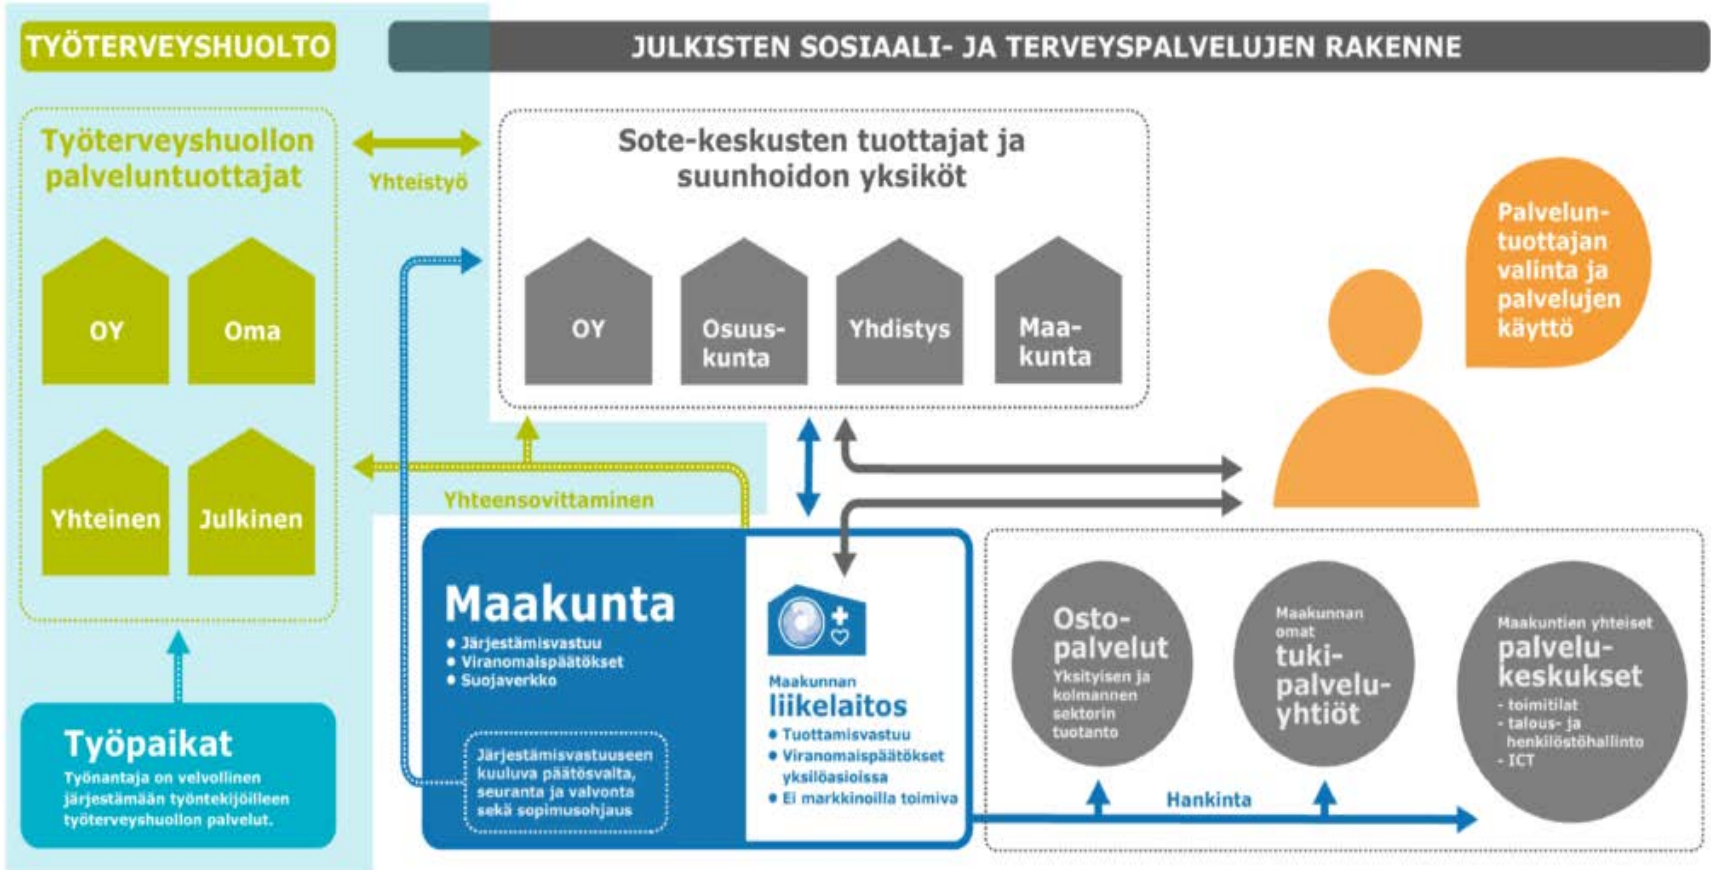 TYÖTERVEYSHUOLTO
JULKISTEN SOSIAALI- JA TERVEYSPALVELUJEN RAKENNE
Työterveyshuollon
palveluntuottajat
Yhteistyö
Sote-keskusten tuottajat ja
suunhoidon yksiköt
OY
Oma
Yhteinen
Julkinen
OY
Osuus-
kunta
Yhdistys
Maa-
kunta
Palvelun-
tuottajan
valinta ja
palvelujen
käyttö
Yhteensovittaminen
Työpaikat
Työnantaja on velvollinen
järjestämään työntekijöilleen
työterveyshuollon palvelut.
Maakunta
● Järjestämisvastuu
● Viranomaispäätökset
● Suojaverkko
Järjestämisvastuuseen
kuuluva päätösvalta,
seuranta ja valvonta
sekä sopimusohjaus
Maakunnan
liikelaitos
● Tuottamisvastuu
● Viranomaispäätökset
yksilöasioissa
● Ei markkinoilla toimiva
Osto-
palvelut
Yksityisen ja
kolmannen
sektorin
tuotanto
Maakunnan
omat
tuki-
palvelu-
yhtiöt
Maakuntien yhteiset
palvelu-
keskukset
- toimitilat
- talous- ja
henkilöstöhallinto
- ICT
Hankinta